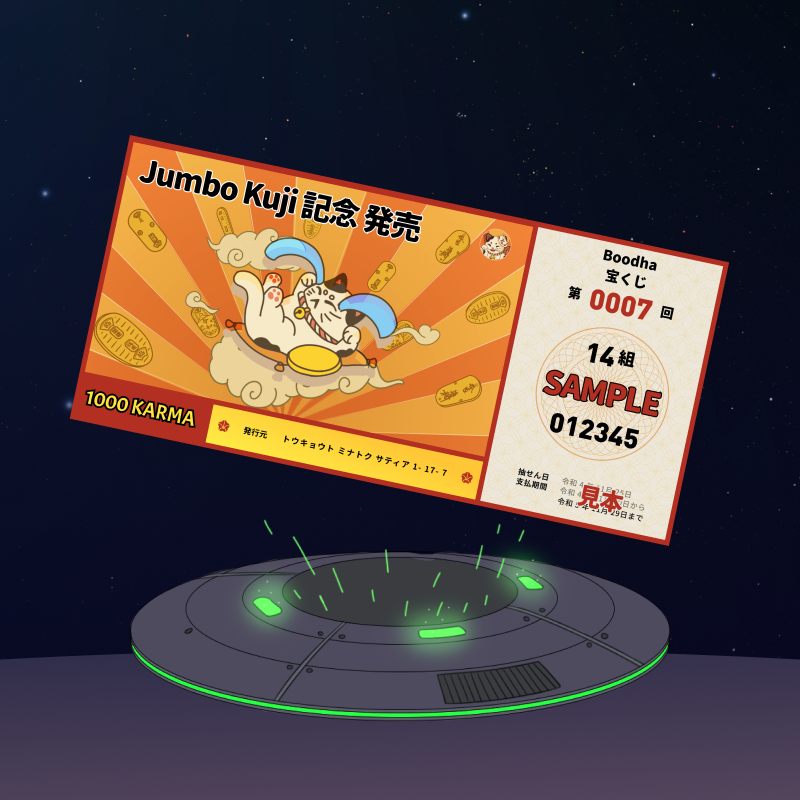 Jumbo Kuji 記念 発売
1000 KARMA
発行元 トウキョウト ミナトク サティア 1- 17- 7
Boodha
宝くじ
第 0007 回
14組
SAMPLE
012345
抽せん日
支払期間
見本